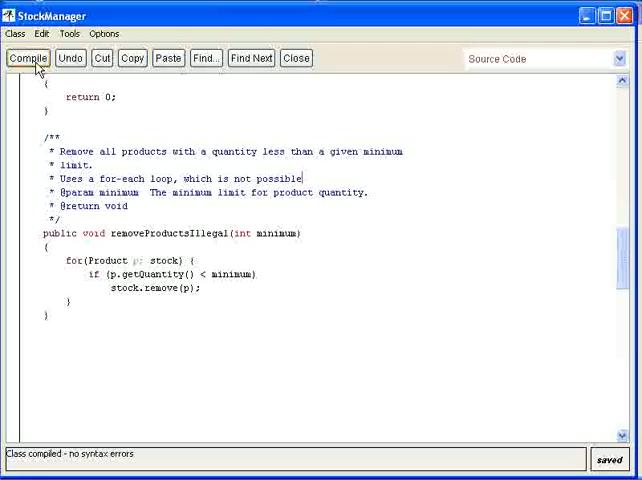 StockManager
Class Edit Tools Options
Compile Undo Cut Copy Paste Find... Find Next Close Source Code
{
return 0;
}
/**
* Remove all products with a quantity less than a given minimum
* limit.
* Uses a for-each loop, which is not possible
* @param minimum The minimum limit for product quantity.
* @return void
*/
public void removeProductsIllegal(int minimum)
{
for(Product p: stock) {
if (p.getQuantity() < minimum)
stock.remove(p);
}
}
Class compiled - no syntax errors
saved